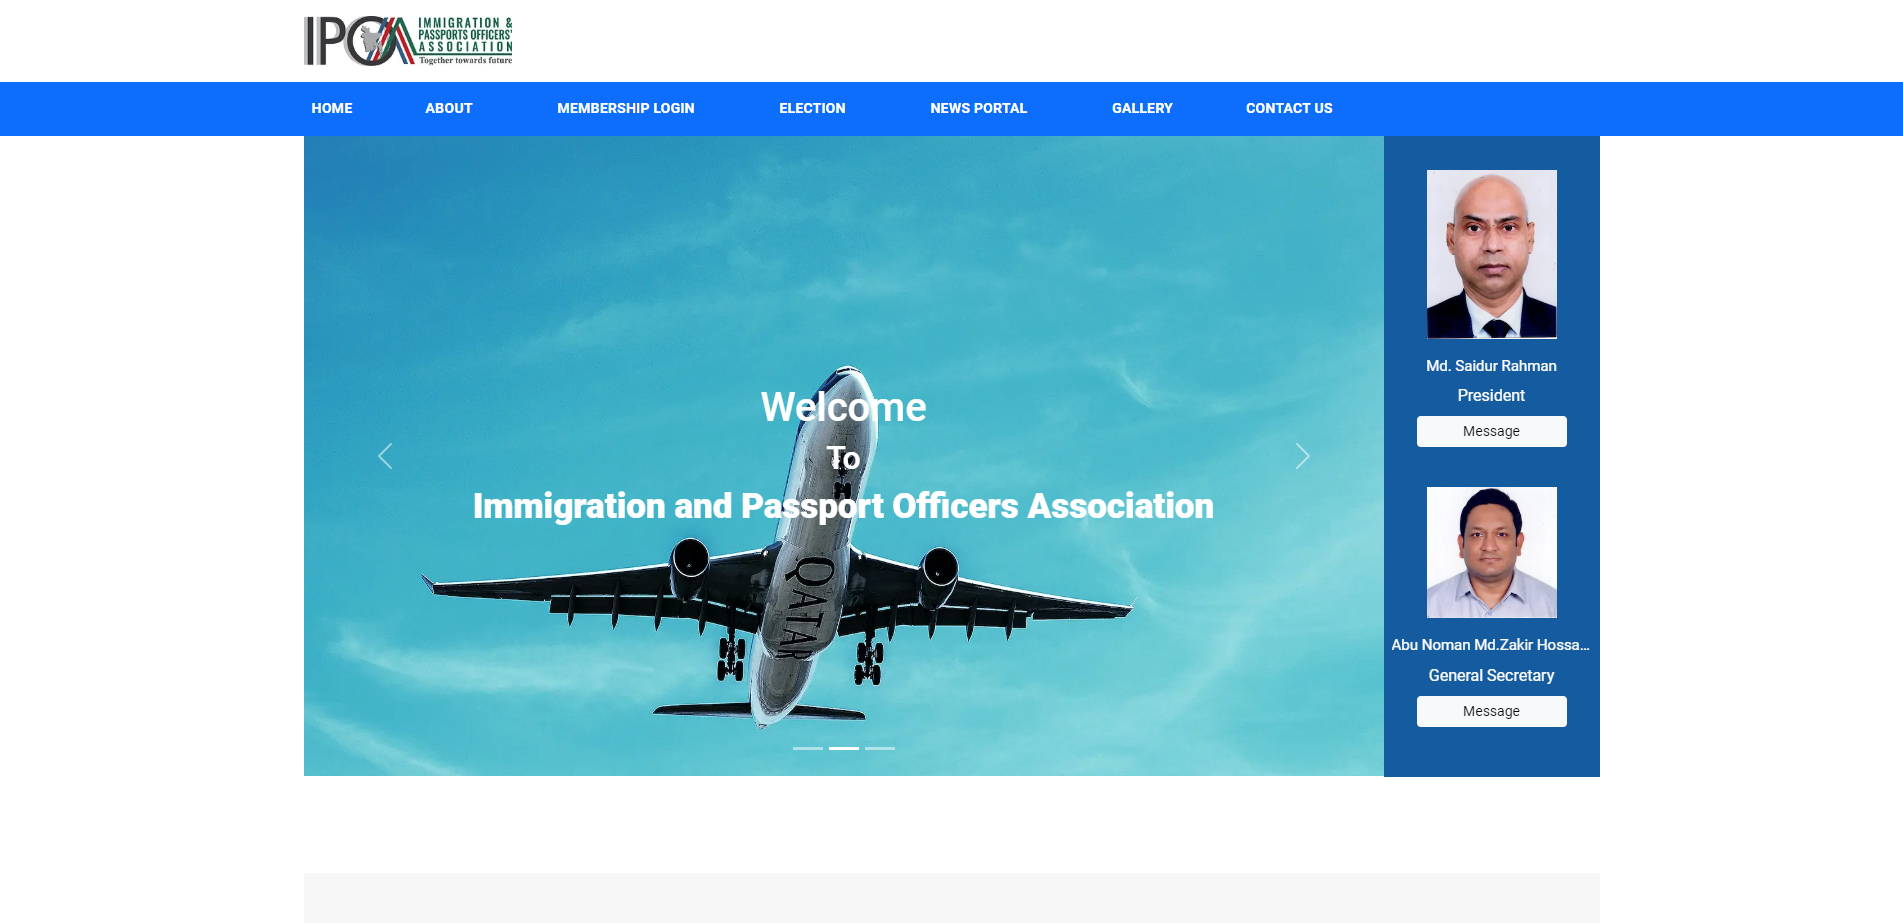 IPOA
IMMIGRATION &
PASSPORTS OFFICERS'
ASSOCIATION
Together towards future
HOME
ABOUT
MEMBERSHIP LOGIN
ELECTION
NEWS PORTAL
GALLERY
CONTACT US
Welcome
To
Immigration and Passport Officers Association
QATAR
Md. Saidur Rahman
President
Message
Abu Noman Md.Zakir Hossa...
General Secretary
Message